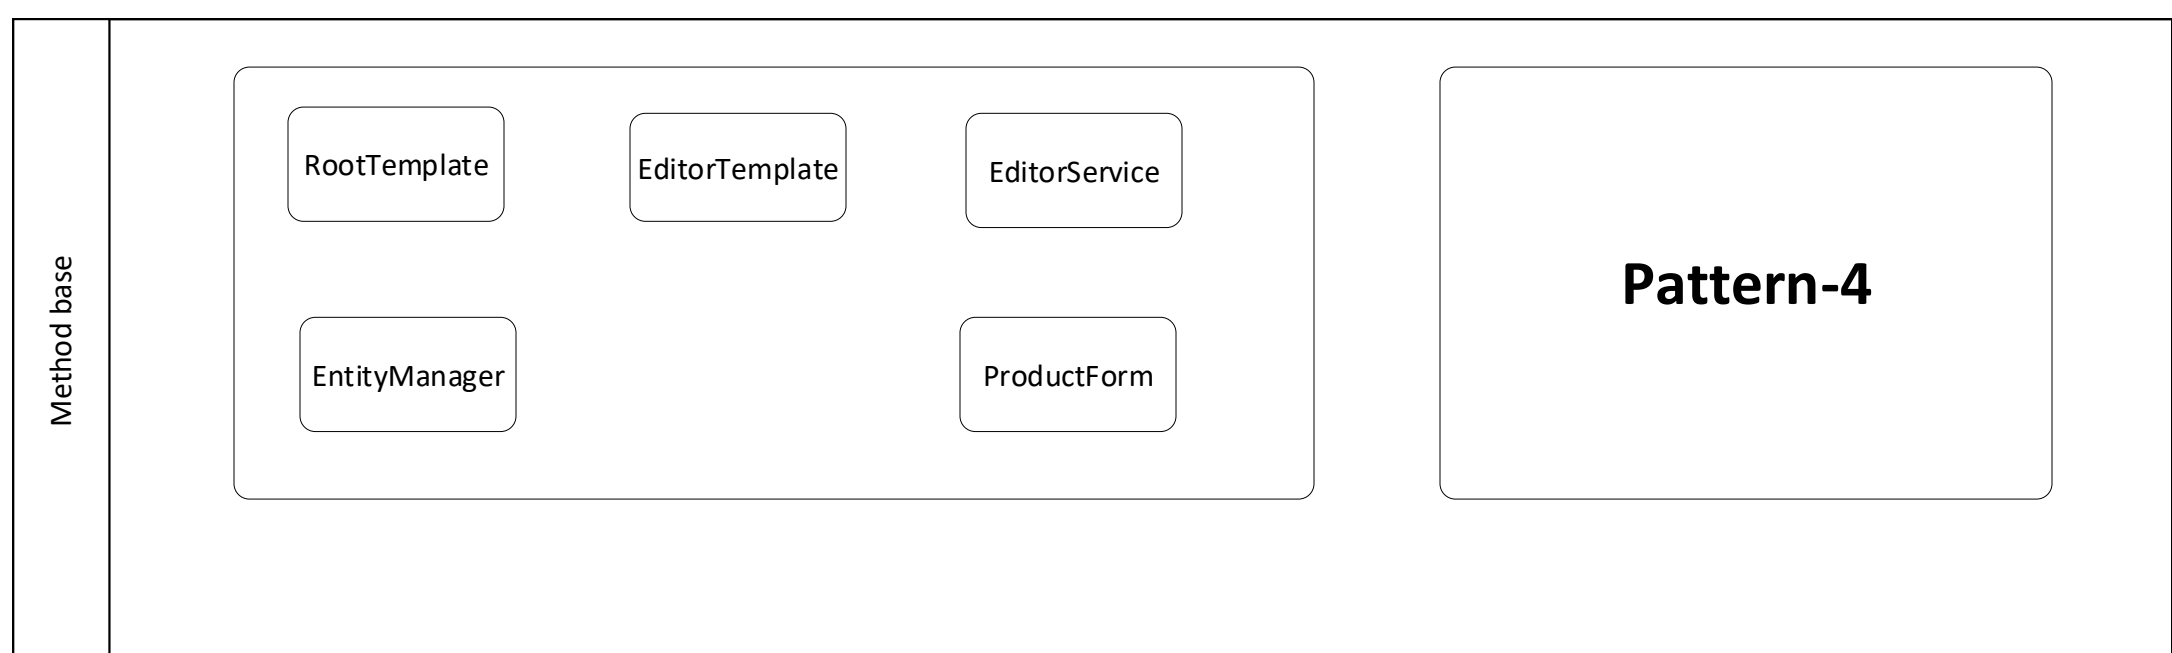 Method base
RootTemplate
EditorTemplate
EditorService
EntityManager
ProductForm
Pattern-4